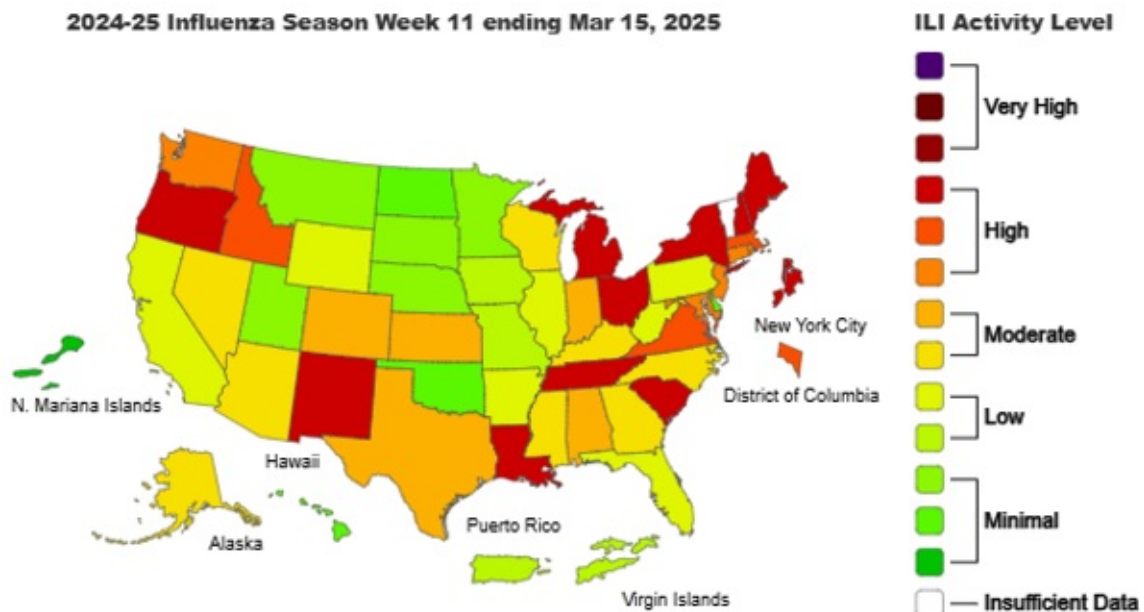 2024-25 Influenza Season Week 11 ending Mar 15, 2025
ILI Activity Level
Very High
High
Moderate
Low
Minimal
Insufficient Data
New York City
District of Columbia
N. Mariana Islands
Hawaii
Alaska
Puerto Rico
Virgin Islands